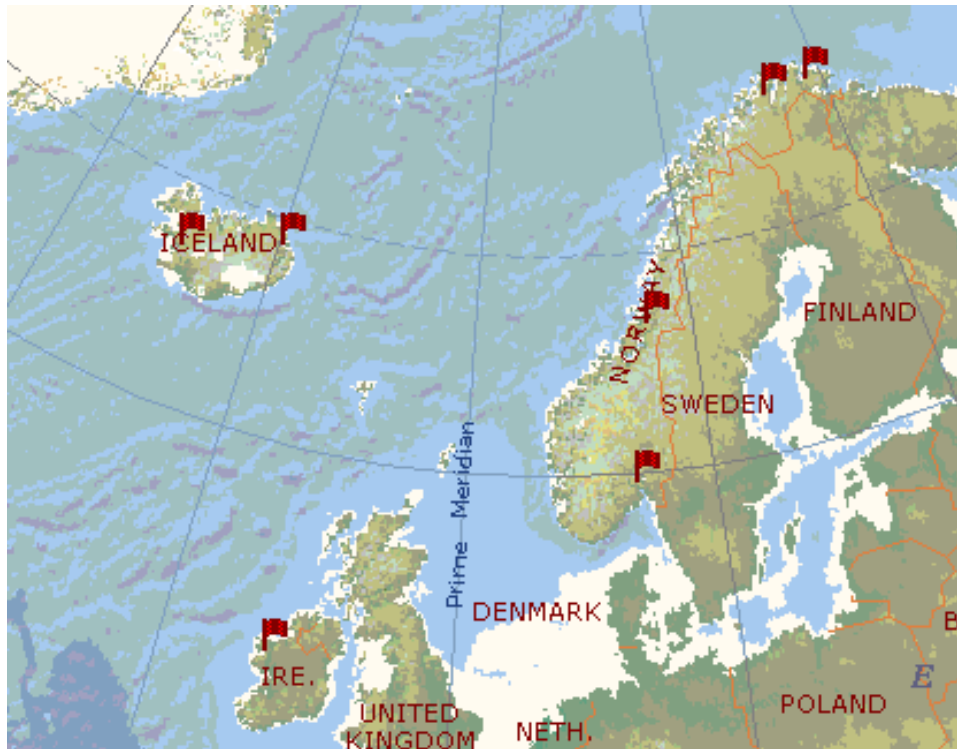 ICELAND
NORWAY
FINLAND
SWEDEN
Prime Meridian
DENMARK
B
IRE.
E
POLAND
UNITED
KINGDOM
NETH.